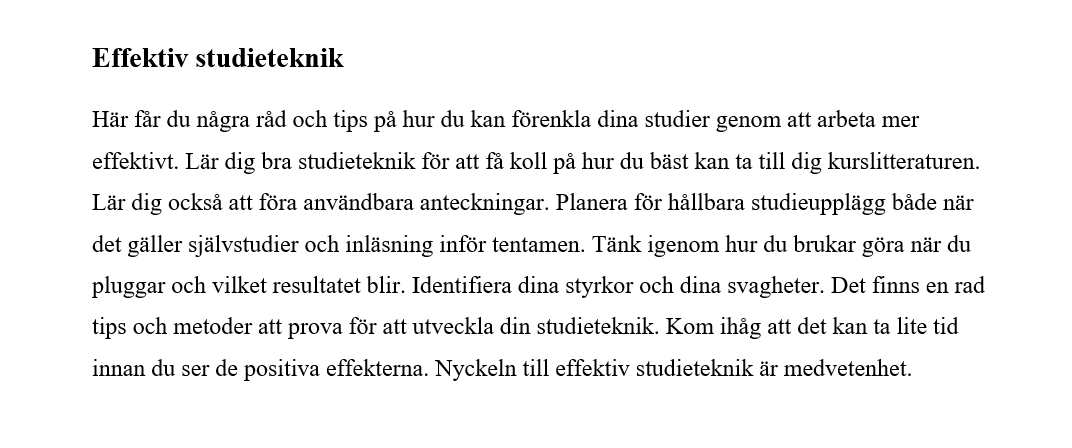 Effektiv studieteknik
Här får du några råd och tips på hur du kan förenkla dina studier genom att arbeta mer
effektivt. Lär dig bra studieteknik för att få koll på hur du bäst kan ta till dig kurslitteraturen.
Lär dig också att föra användbara anteckningar. Planera för hållbara studieupplägg både när
det gäller självstudier och inläsning inför tentamen. Tänk igenom hur du brukar göra när du
pluggar och vilket resultatet blir. Identifiera dina styrkor och dina svagheter. Det finns en rad
tips och metoder att prova för att utveckla din studieteknik. Kom ihåg att det kan ta lite tid
innan du ser de positiva effekterna. Nyckeln till effektiv studieteknik är medvetenhet.